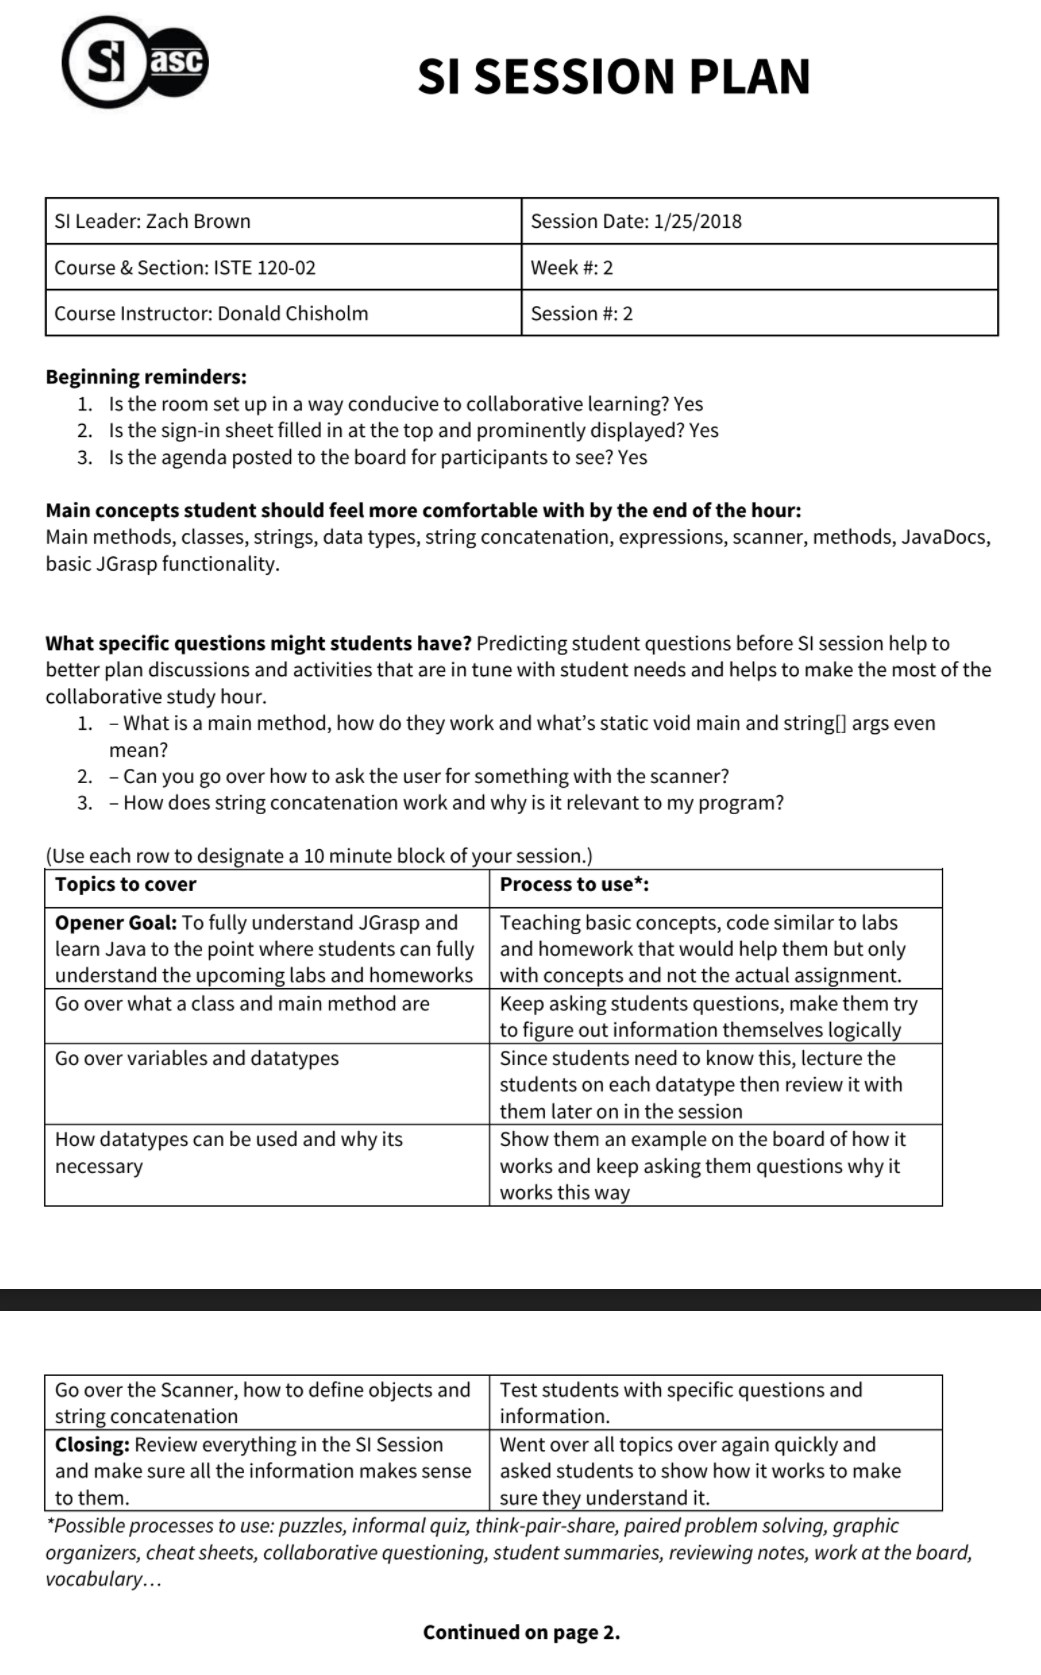 SI asc
SI SESSION PLAN
SI Leader: Zach Brown
Session Date: 1/25/2018
Course & Section: ISTE 120-02
Week #: 2
Course Instructor: Donald Chisholm
Session #: 2
Beginning reminders:
1. Is the room set up in a way conducive to collaborative learning? Yes
2. Is the sign-in sheet filled in at the top and prominently displayed? Yes
3. Is the agenda posted to the board for participants to see? Yes
Main concepts student should feel more comfortable with by the end of the hour:
Main methods, classes, strings, data types, string concatenation, expressions, scanner, methods, JavaDocs,
basic JGrasp functionality.
What specific questions might students have? Predicting student questions before SI session help to
better plan discussions and activities that are in tune with student needs and helps to make the most of the
collaborative study hour.
1. – What is a main method, how do they work and what’s static void main and string[] args even
mean?
2. – Can you go over how to ask the user for something with the scanner?
3. – How does string concatenation work and why is it relevant to my program?
(Use each row to designate a 10 minute block of your session.)
Topics to cover
Process to use*:
Opener Goal: To fully understand JGrasp and
learn Java to the point where students can fully
understand the upcoming labs and homeworks
Teaching basic concepts, code similar to labs
and homework that would help them but only
with concepts and not the actual assignment.
Go over what a class and main method are
Keep asking students questions, make them try
to figure out information themselves logically
Go over variables and datatypes
Since students need to know this, lecture the
students on each datatype then review it with
them later on in the session
How datatypes can be used and why its
necessary
Show them an example on the board of how it
works and keep asking them questions why it
works this way
Go over the Scanner, how to define objects and
string concatenation
Test students with specific questions and
information.
Closing: Review everything in the SI Session
and make sure all the information makes sense
to them.
Went over all topics over again quickly and
asked students to show how it works to make
sure they understand it.
*Possible processes to use: puzzles, informal quiz, think-pair-share, paired problem solving, graphic
organizers, cheat sheets, collaborative questioning, student summaries, reviewing notes, work at the board,
vocabulary…
Continued on page 2.